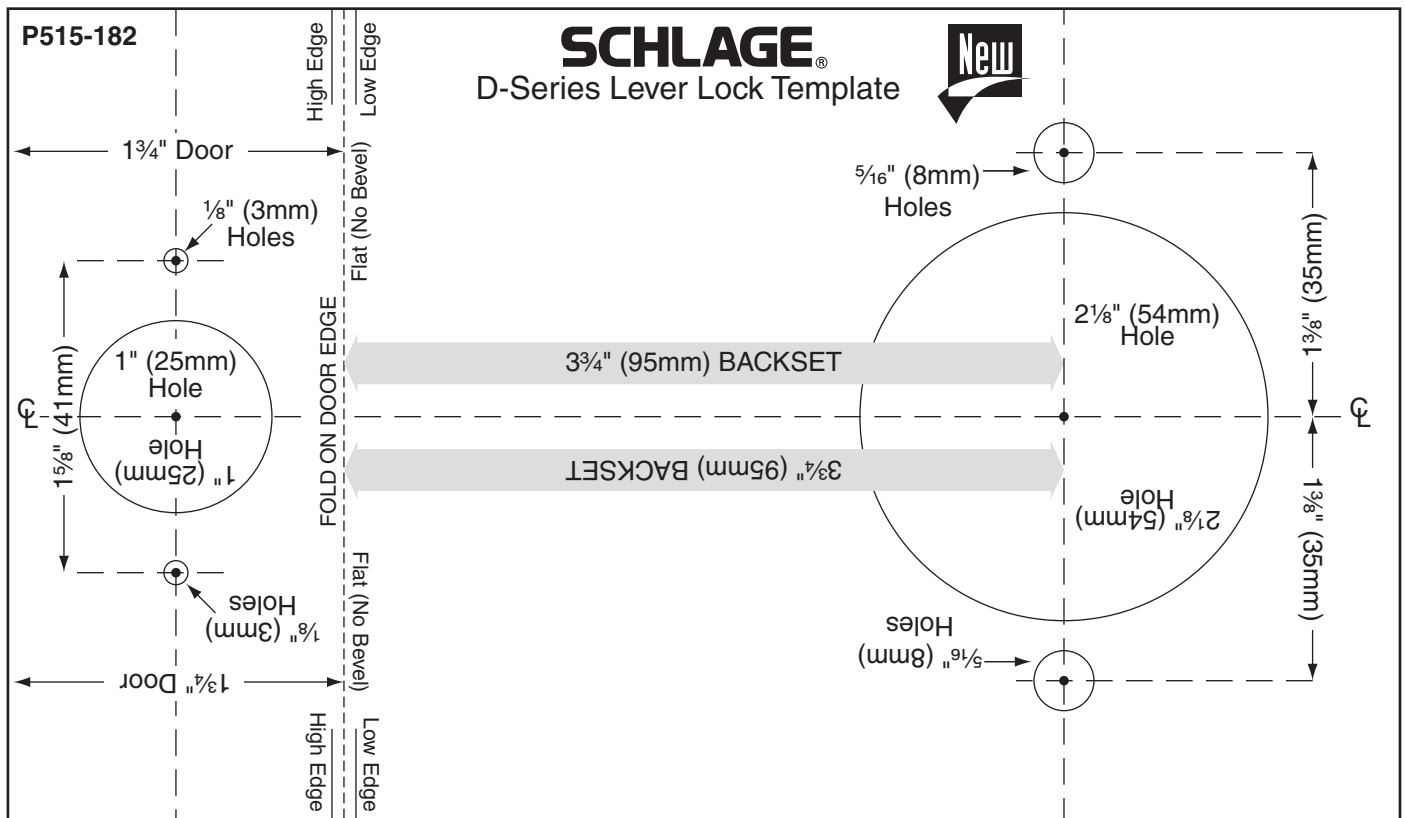 P515-182
High Edge
Low Edge
SCHLAGE®
D-Series Lever Lock Template
New
1¾" Door
Flat (No Bevel)
5⁄16" (8mm)
Holes
⅛" (3mm)
Holes
1⅜" (35mm)
2⅛" (54mm)
Hole
1" (25mm)
Hole
3¾" (95mm) BACKSET
FOLD ON DOOR EDGE
℄
1⅝" (41mm)
℄
1" (25mm)
Hole
3¾" (95mm) BACKSET
2⅛" (54mm)
Hole
1⅜" (35mm)
Flat (No Bevel)
⅛" (3mm)
Holes
5⁄16" (8mm)
Holes
1¾" Door
High Edge
Low Edge